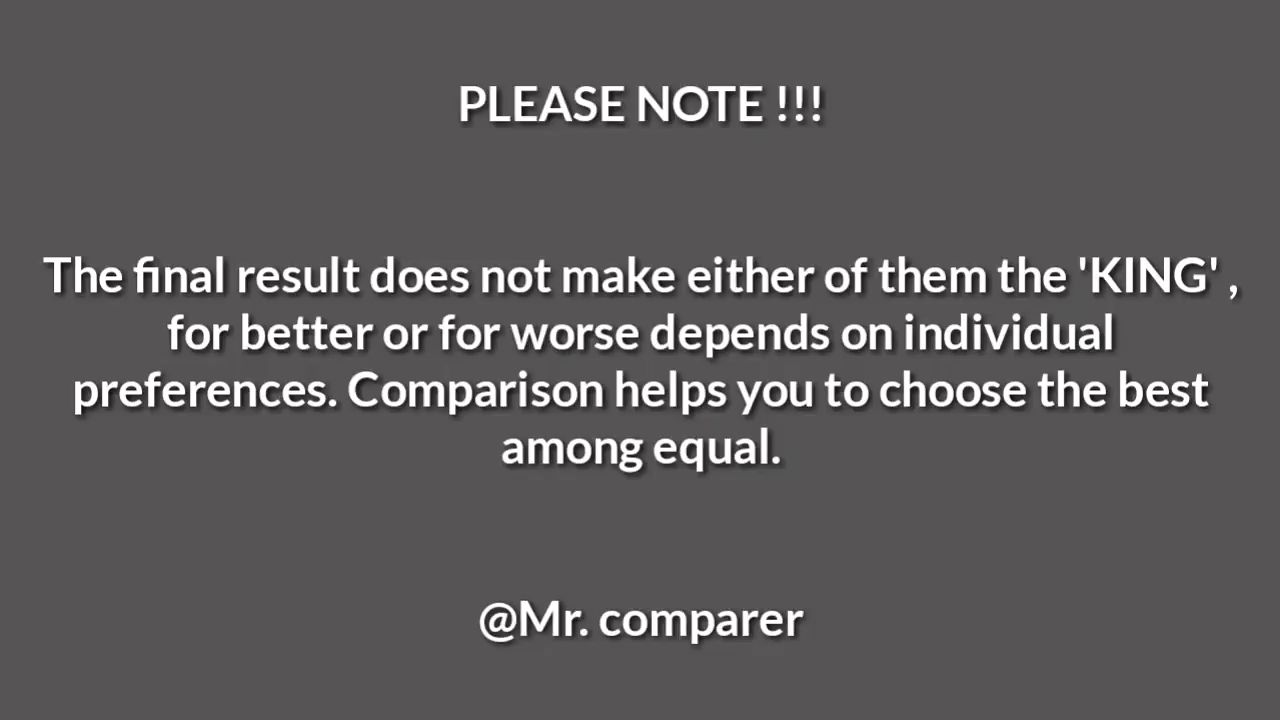 PLEASE NOTE !!!
The final result does not make either of them the 'KING' ,
for better or for worse depends on individual
preferences. Comparison helps you to choose the best
among equal.
@Mr. comparer